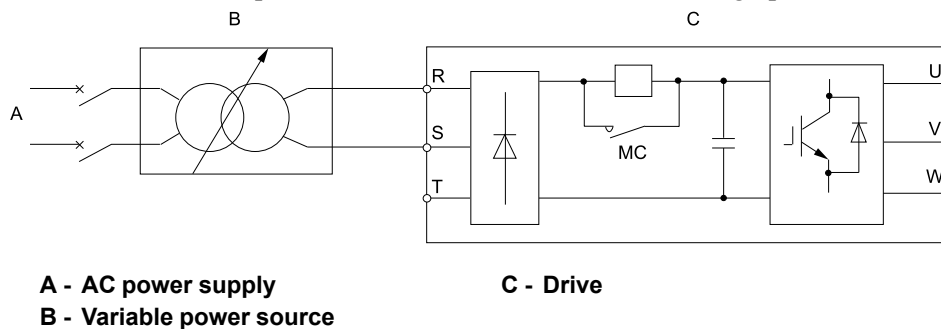 B
C
A
R
S
T
MC
U
V
W
A - AC power supply
C - Drive
B - Variable power source